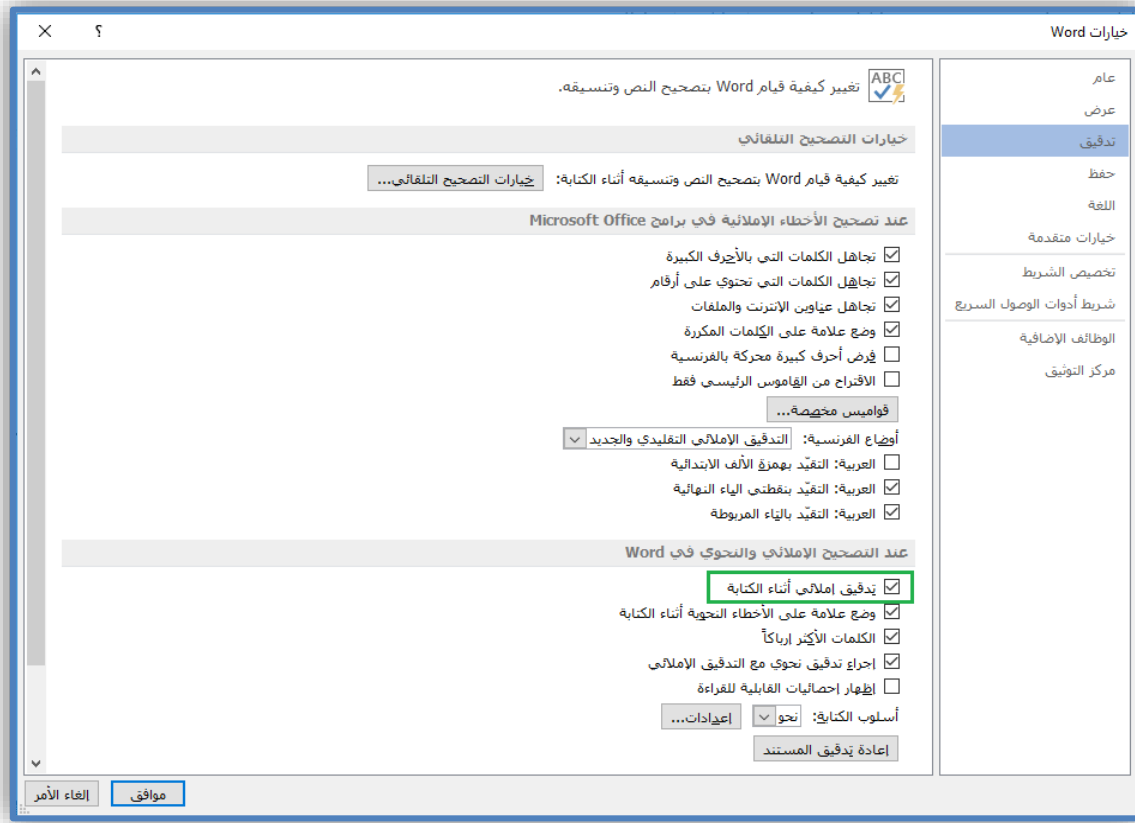 خيارات Word
؟
عام
عرض
تدقيق
حفظ
اللغة
خيارات متقدمة
تخصيص الشريط
شريط أدوات الوصول السريع
الوظائف الإضافية
مركز التوثيق
ABC
تغيير كيفية قيام Word بتصحيح النص وتنسيقه.
خيارات التصحيح التلقائي
تغيير كيفية قيام Word بتصحيح النص وتنسيقه أثناء الكتابة: خيارات التصحيح التلقائي...
عند تصحيح الأخطاء الإملائية في برامج Microsoft Office
تجاهل الكلمات التي بالأحرف الكبيرة
تجاهل الكلمات التي تحتوي على أرقام
تجاهل عناوين الإنترنت والملفات
وضع علامة على الكلمات المكررة
فرض أحرف كبيرة محركة بالفرنسية
الاقتراح من القاموس الرئيسي فقط
قواميس مخصصة...
أوضاع الفرنسية: التدقيق الإملائي التقليدي والجديد
العربية: التقيّد بهمزة الألف الابتدائية
العربية: التقيّد بنقطتي الياء النهائية
العربية: التقيّد بالتاء المربوطة
عند التصحيح الإملائي والنحوي في Word
تدقيق إملائي أثناء الكتابة
وضع علامة على الأخطاء النحوية أثناء الكتابة
الكلمات الأكثر إرباكاً
إجراء تدقيق نحوي مع التدقيق الإملائي
إظهار إحصائيات القابلية للقراءة
أسلوب الكتابة: نحو إعدادات...
إعادة تدقيق المستند
موافق
إلغاء الأمر